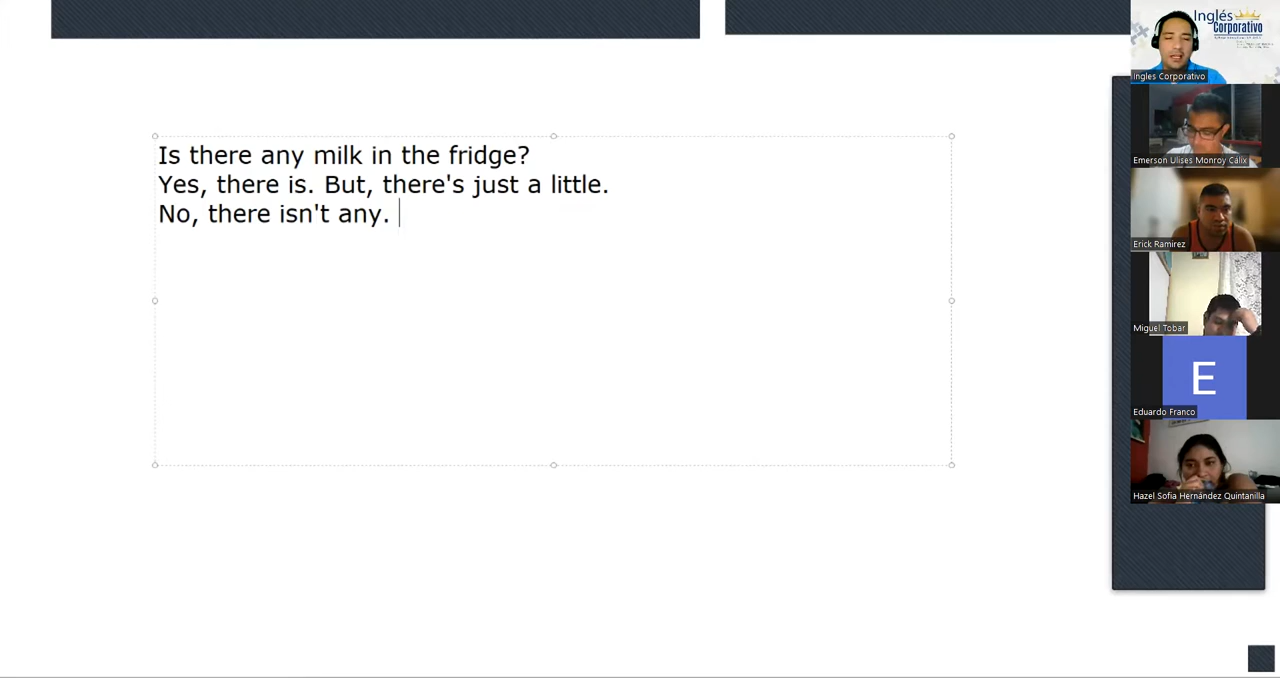 Is there any milk in the fridge?
Yes, there is. But, there's just a little.
No, there isn't any.
Inglés
Corporativo
Ingles Corporativo
Emerson Ulises Monroy Cálix
Erick Ramirez
Miguel Tobar
E
Eduardo Franco
Hazel Sofia Hernández Quintanilla